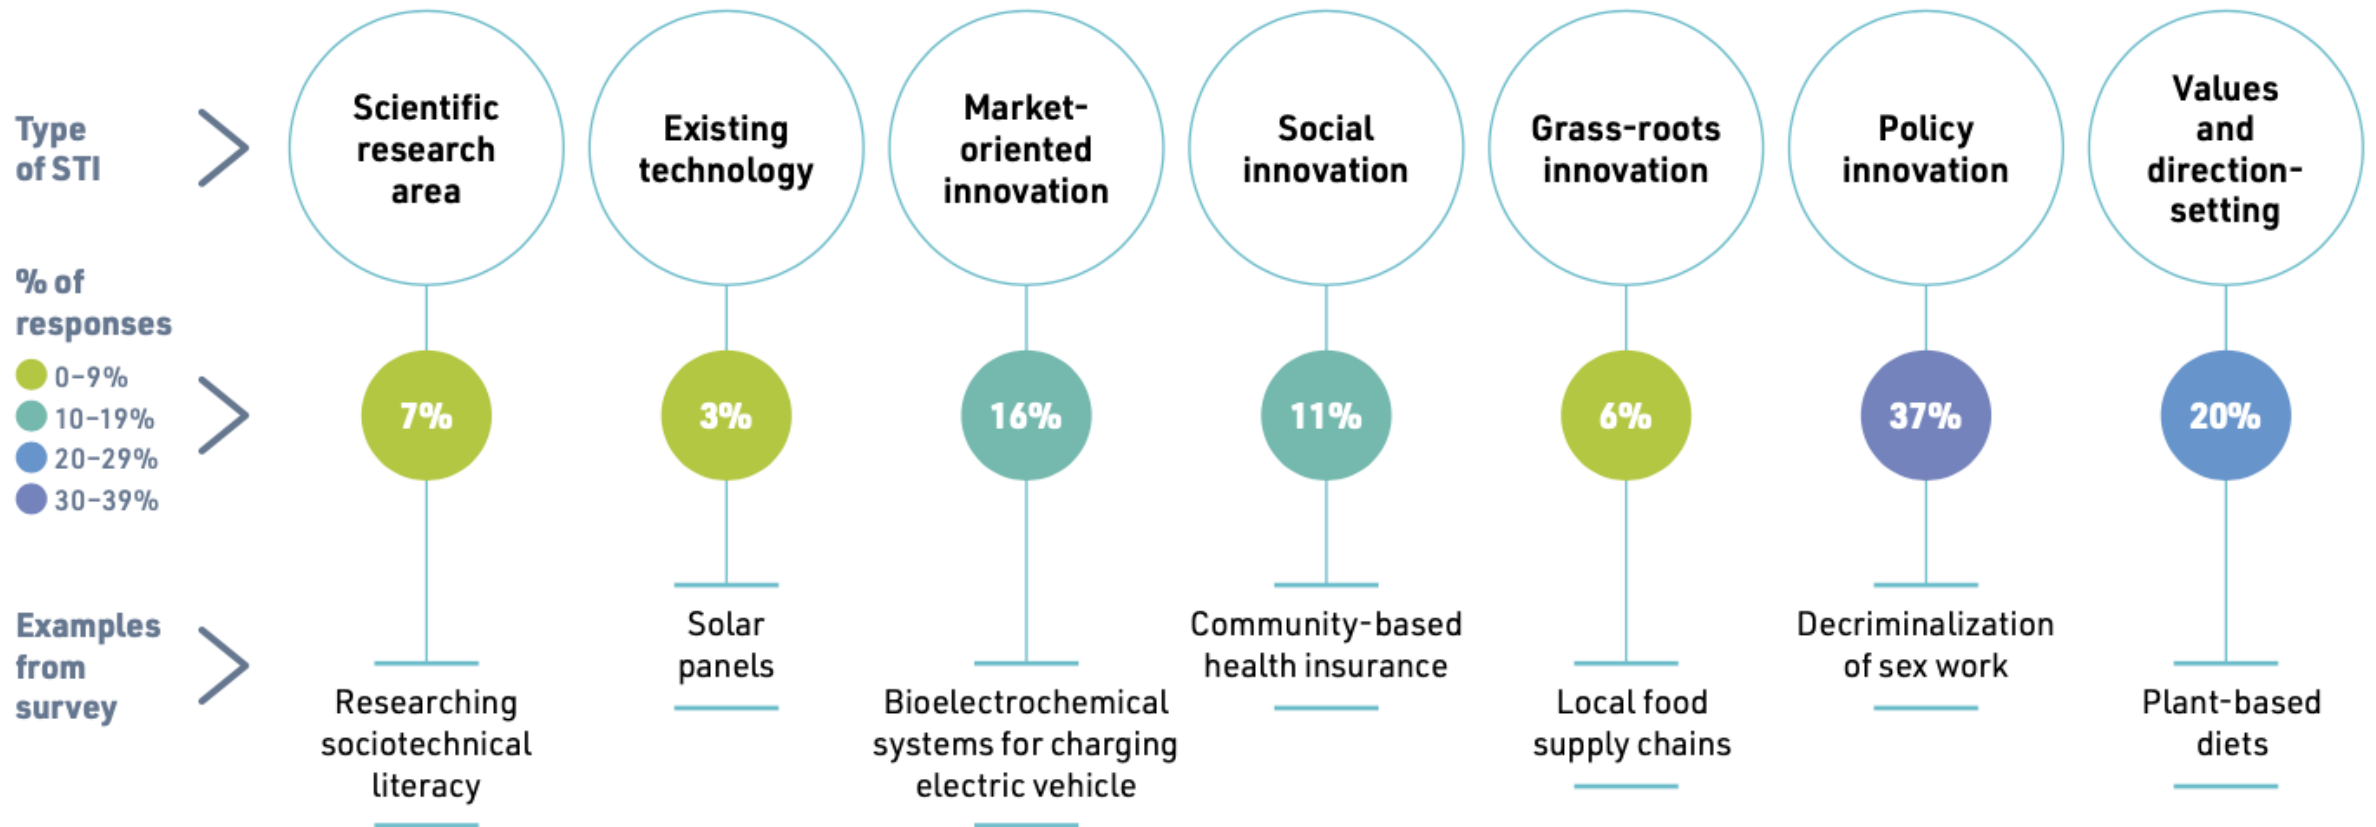 Type
of STI
Scientific
research
area
Existing
technology
Market-
oriented
innovation
Social
innovation
Grass-roots
innovation
Policy
innovation
Values
and
direction-
setting
% of
responses
0–9%
10–19%
20–29%
30–39%
7%
3%
16%
11%
6%
37%
20%
Examples
from
survey
Researching
sociotechnical
literacy
Solar
panels
Bioelectrochemical
systems for charging
electric vehicle
Community-based
health insurance
Local food
supply chains
Decriminalization
of sex work
Plant-based
diets